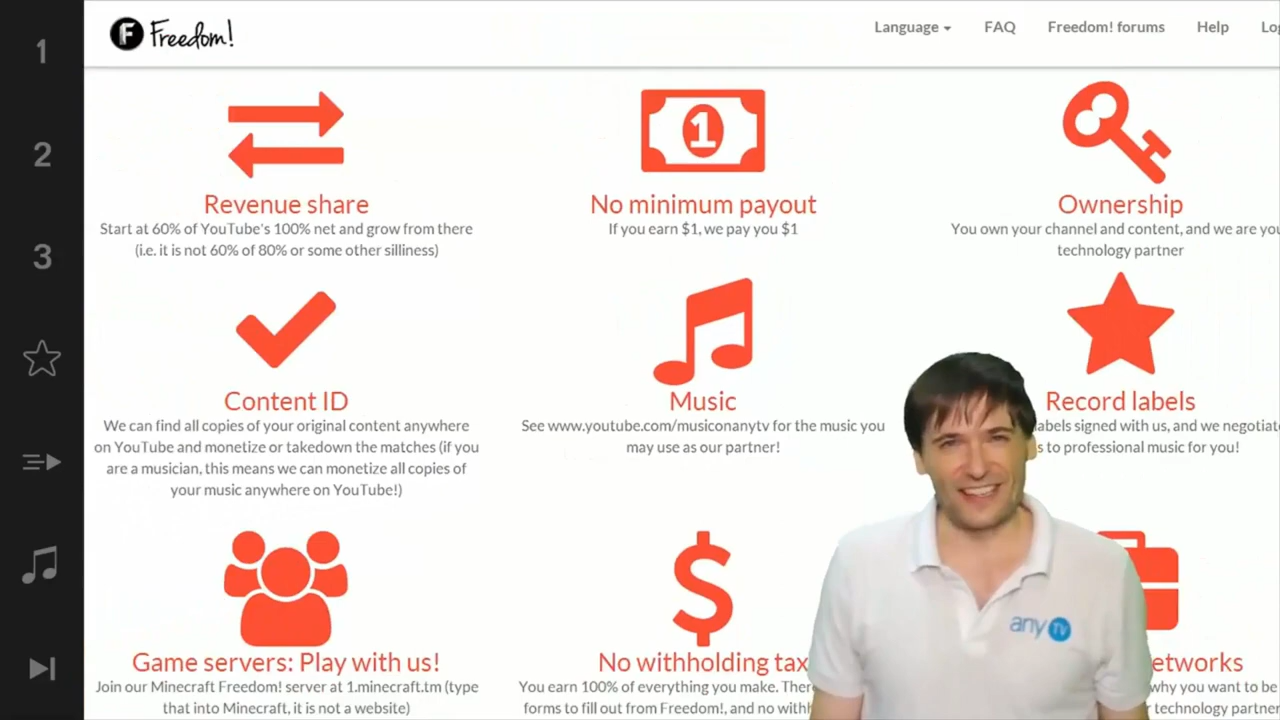 Freedom!
Language
FAQ
Freedom! forums
Help
1
2
3
Revenue share
Start at 60% of YouTube's 100% net and grow from there
(i.e. it is not 60% of 80% or some other silliness)
1
No minimum payout
If you earn $1, we pay you $1
Ownership
You own your channel and content, and we are
technology partner
Content ID
We can find all copies of your original content anywhere
on YouTube and monetize or takedown the matches (if you
are a musician, this means we can monetize all copies of
your music anywhere on YouTube!)
Music
See www.youtube.com/musiconanytv for the music you
may use as our partner!
Record labels
signed with us, and we negotiate
to professional music for you!
Game servers: Play with us!
Join our Minecraft Freedom! server at 1.minecraft.tm (type
that into Minecraft, it is not a website)
$
No withholding tax
You earn 100% of everything you make.
forms to fill out from Freedom!, and no
why you want to be
technology partner
any TV